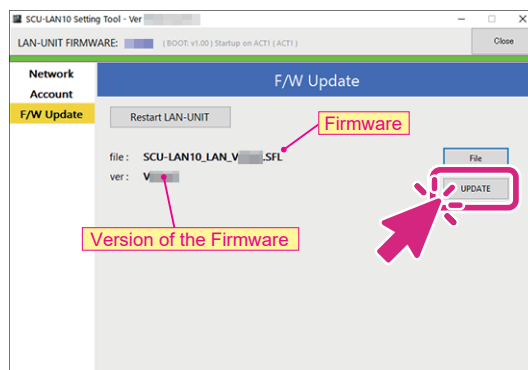 SCU-LAN10 Setting Tool - Ver
LAN-UNIT FIRMWARE: (BOOT: v1.00 ) Startup on ACT1 ( ACT1 )
Close
Network
Account
F/W Update
F/W Update
Restart LAN-UNIT
Firmware
file : SCU-LAN10_LAN_V .SFL
File
ver : V
UPDATE
Version of the Firmware